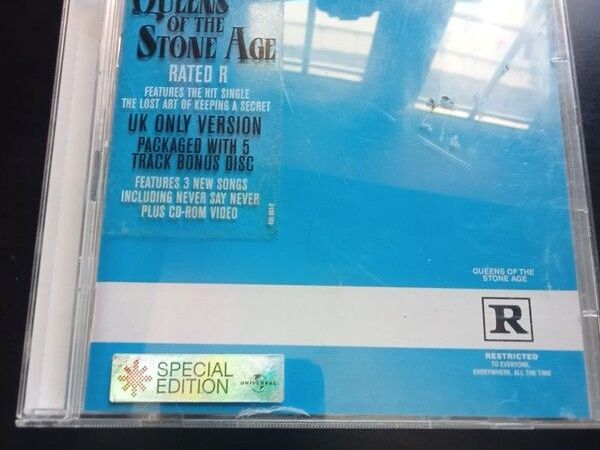 QUEENS
OF THE
STONE AGE
RATED R
FEATURES THE HIT SINGLE
THE LOST ART OF KEEPING A SECRET
UK ONLY VERSION
PACKAGED WITH 5
TRACK BONUS DISC
FEATURES 3 NEW SONGS
INCLUDING NEVER SAY NEVER
PLUS CD-ROM VIDEO
QUEENS OF THE
STONE AGE
R
RESTRICTED
TO EVERYONE,
EVERYWHERE, ALL THE TIME
SPECIAL
EDITION
UNIVERSAL